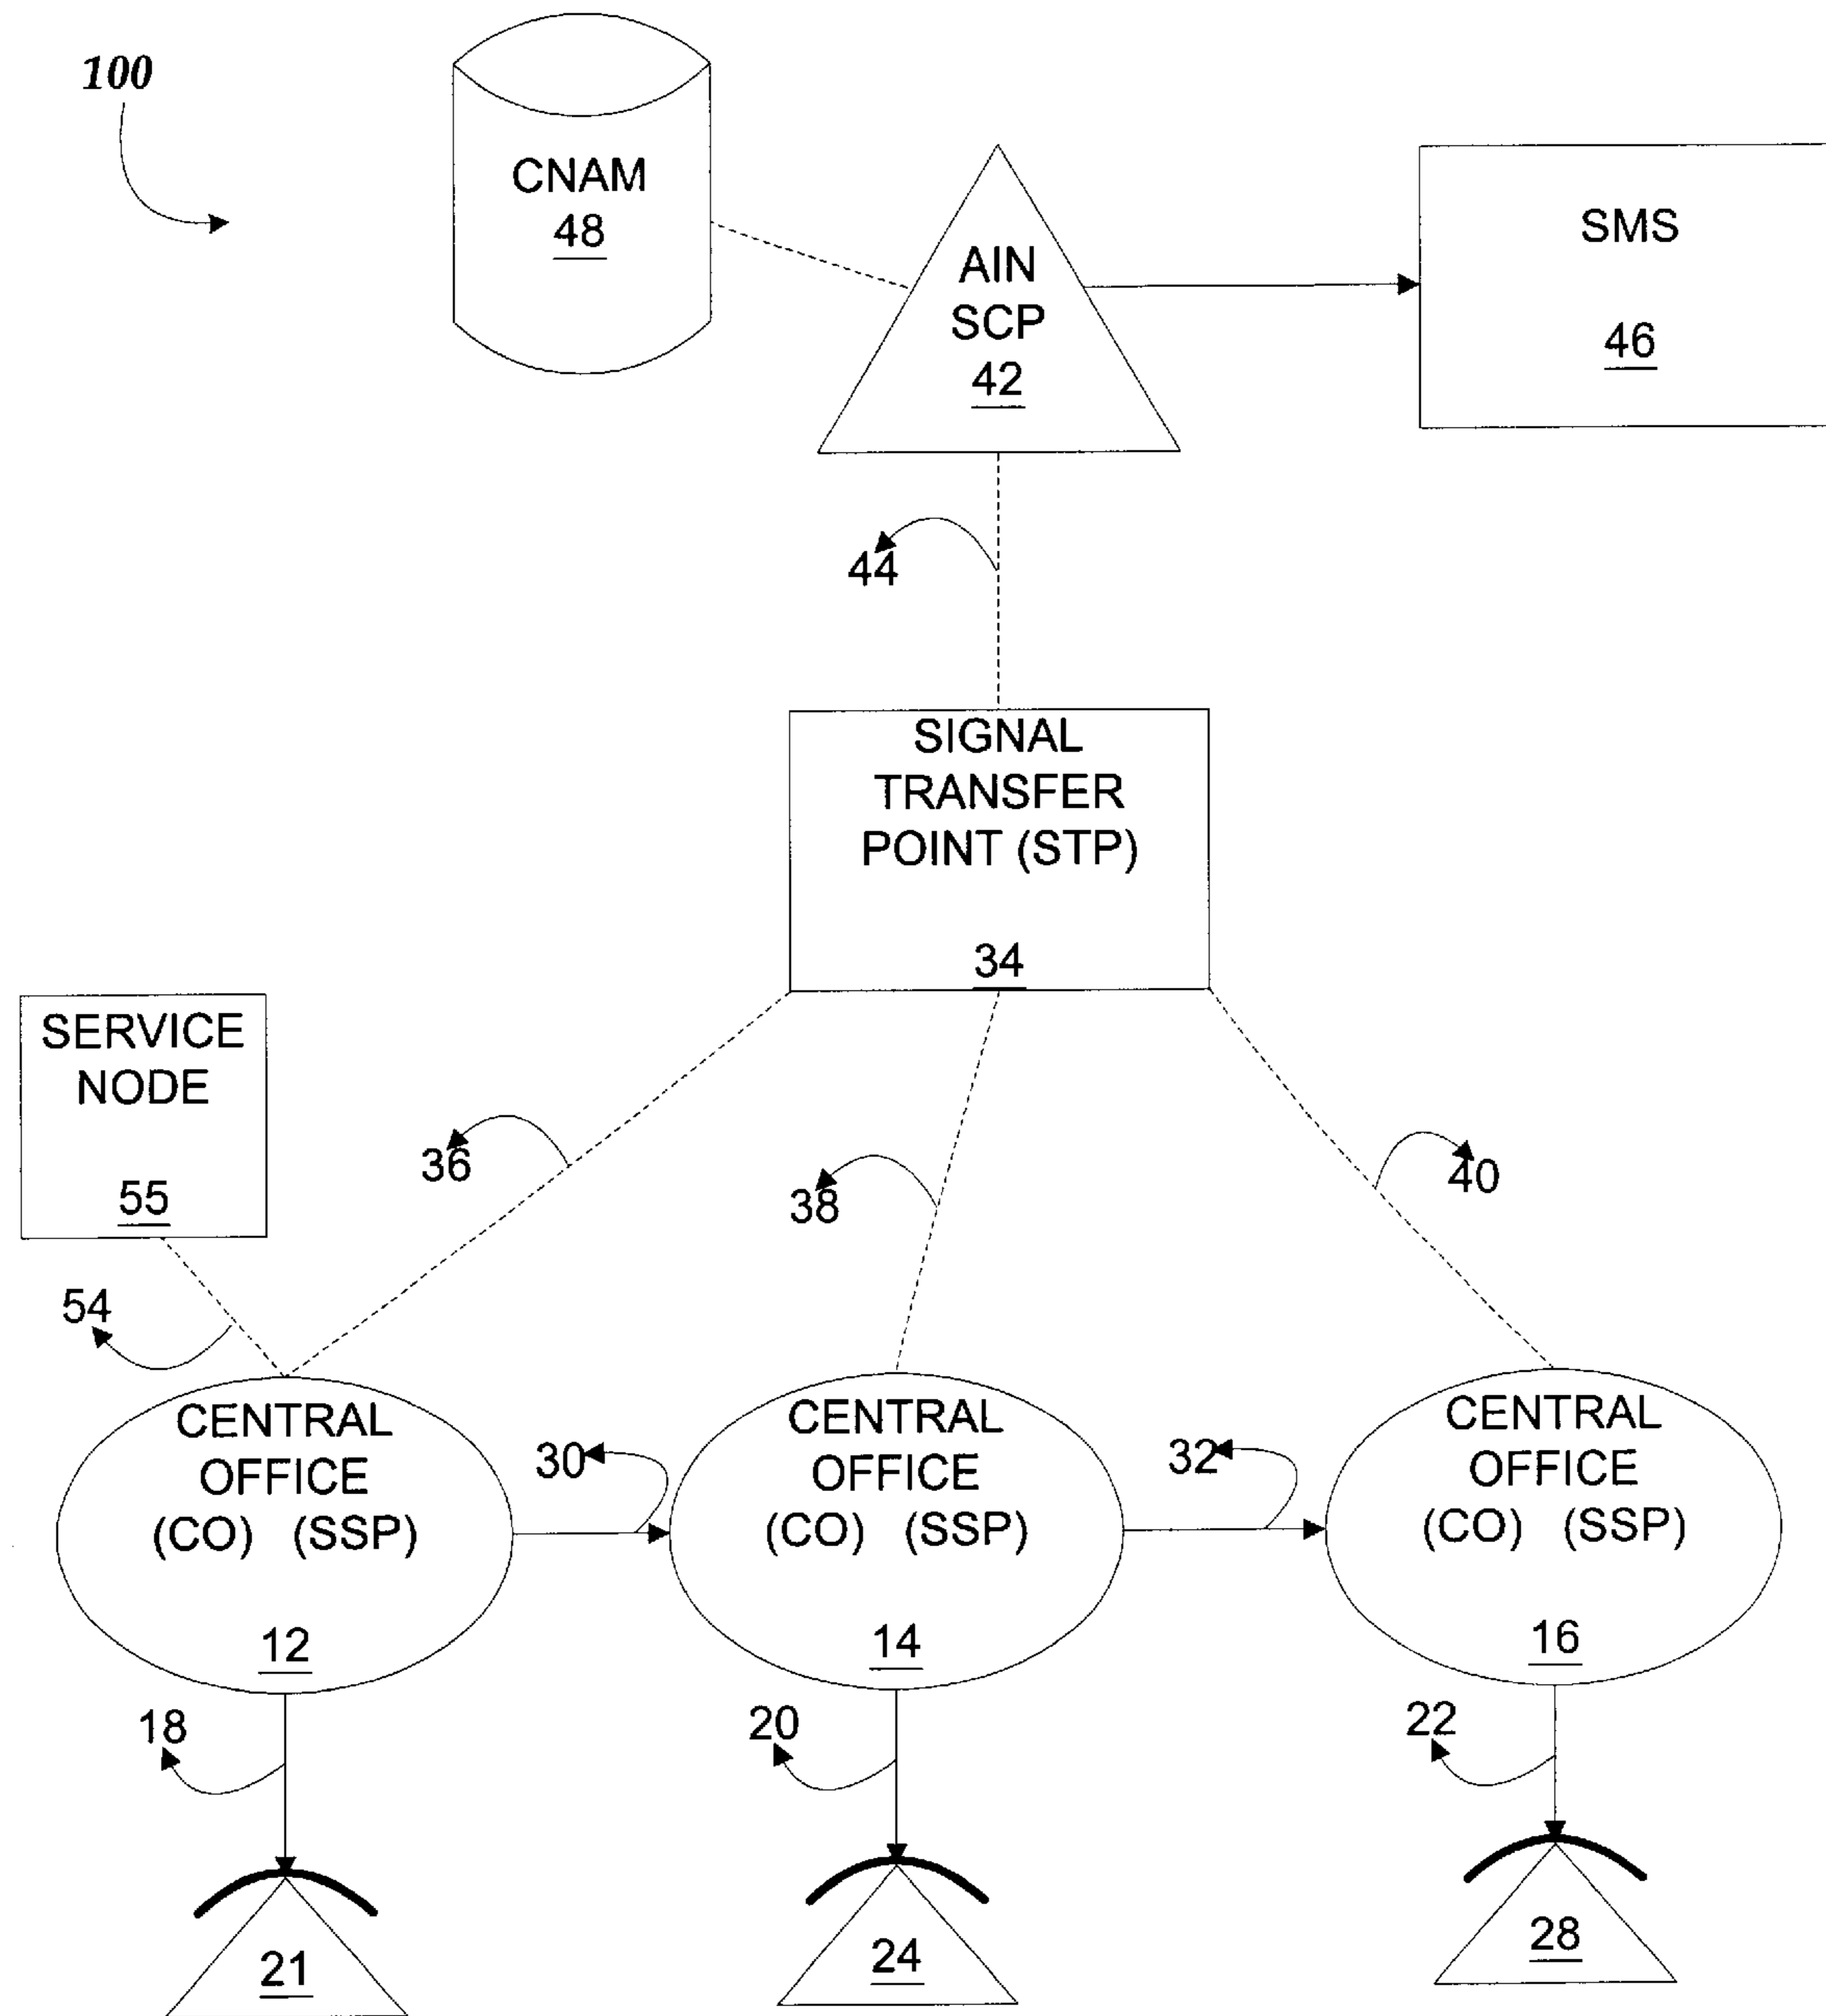 100
CNAM
48
AIN
SCP
42
SMS
46
44
SIGNAL
TRANSFER
POINT (STP)
34
SERVICE
NODE
55
36
38
40
54
CENTRAL
OFFICE
(CO) (SSP)
12
30
CENTRAL
OFFICE
(CO) (SSP)
14
32
CENTRAL
OFFICE
(CO) (SSP)
16
18
20
22
21
24
28